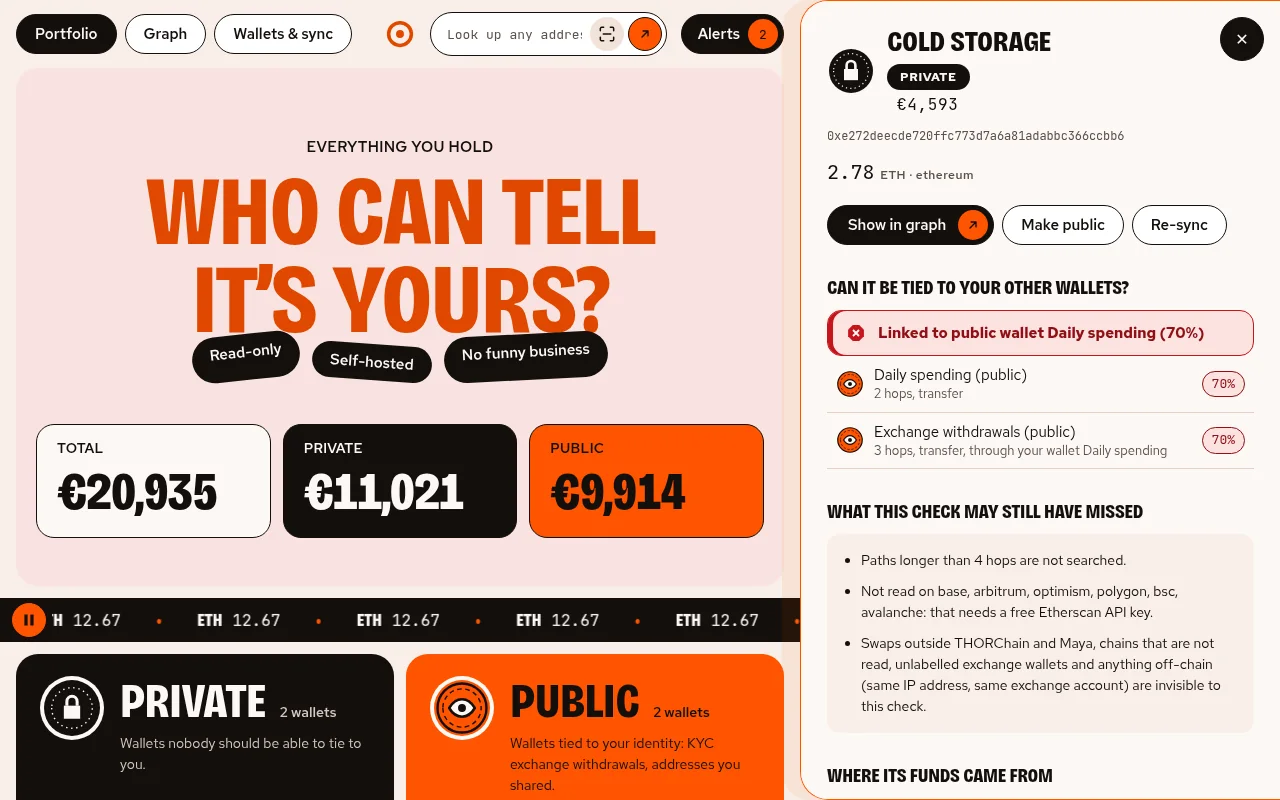 Portfolio
Graph
Wallets & sync
Look up any addre
Alerts 2
EVERYTHING YOU HOLD
WHO CAN TELL
IT'S YOURS?
Read-only
Self-hosted
No funny business
TOTAL
€20,935
PRIVATE
€11,021
PUBLIC
€9,914
TH 12.67 • ETH 12.67 • ETH 12.67 • ETH 12.67 • ETH 12.67 •
PRIVATE 2 wallets
Wallets nobody should be able to tie to
you.
PUBLIC 2 wallets
Wallets tied to your identity: KYC
exchange withdrawals, addresses you
shared.
COLD STORAGE
PRIVATE
€4,593
0xe272deecde720ffc773d7a6a81adabbc366ccbb6
2.78 ETH · ethereum
Show in graph
Make public
Re-sync
CAN IT BE TIED TO YOUR OTHER WALLETS?
Linked to public wallet Daily spending (70%)
Daily spending (public)
2 hops, transfer
70%
Exchange withdrawals (public)
3 hops, transfer, through your wallet Daily spending
70%
WHAT THIS CHECK MAY STILL HAVE MISSED
• Paths longer than 4 hops are not searched.
• Not read on base, arbitrum, optimism, polygon, bsc,
avalanche: that needs a free Etherscan API key.
• Swaps outside THORChain and Maya, chains that are not
read, unlabelled exchange wallets and anything off-chain
(same IP address, same exchange account) are invisible to
this check.
WHERE ITS FUNDS CAME FROM